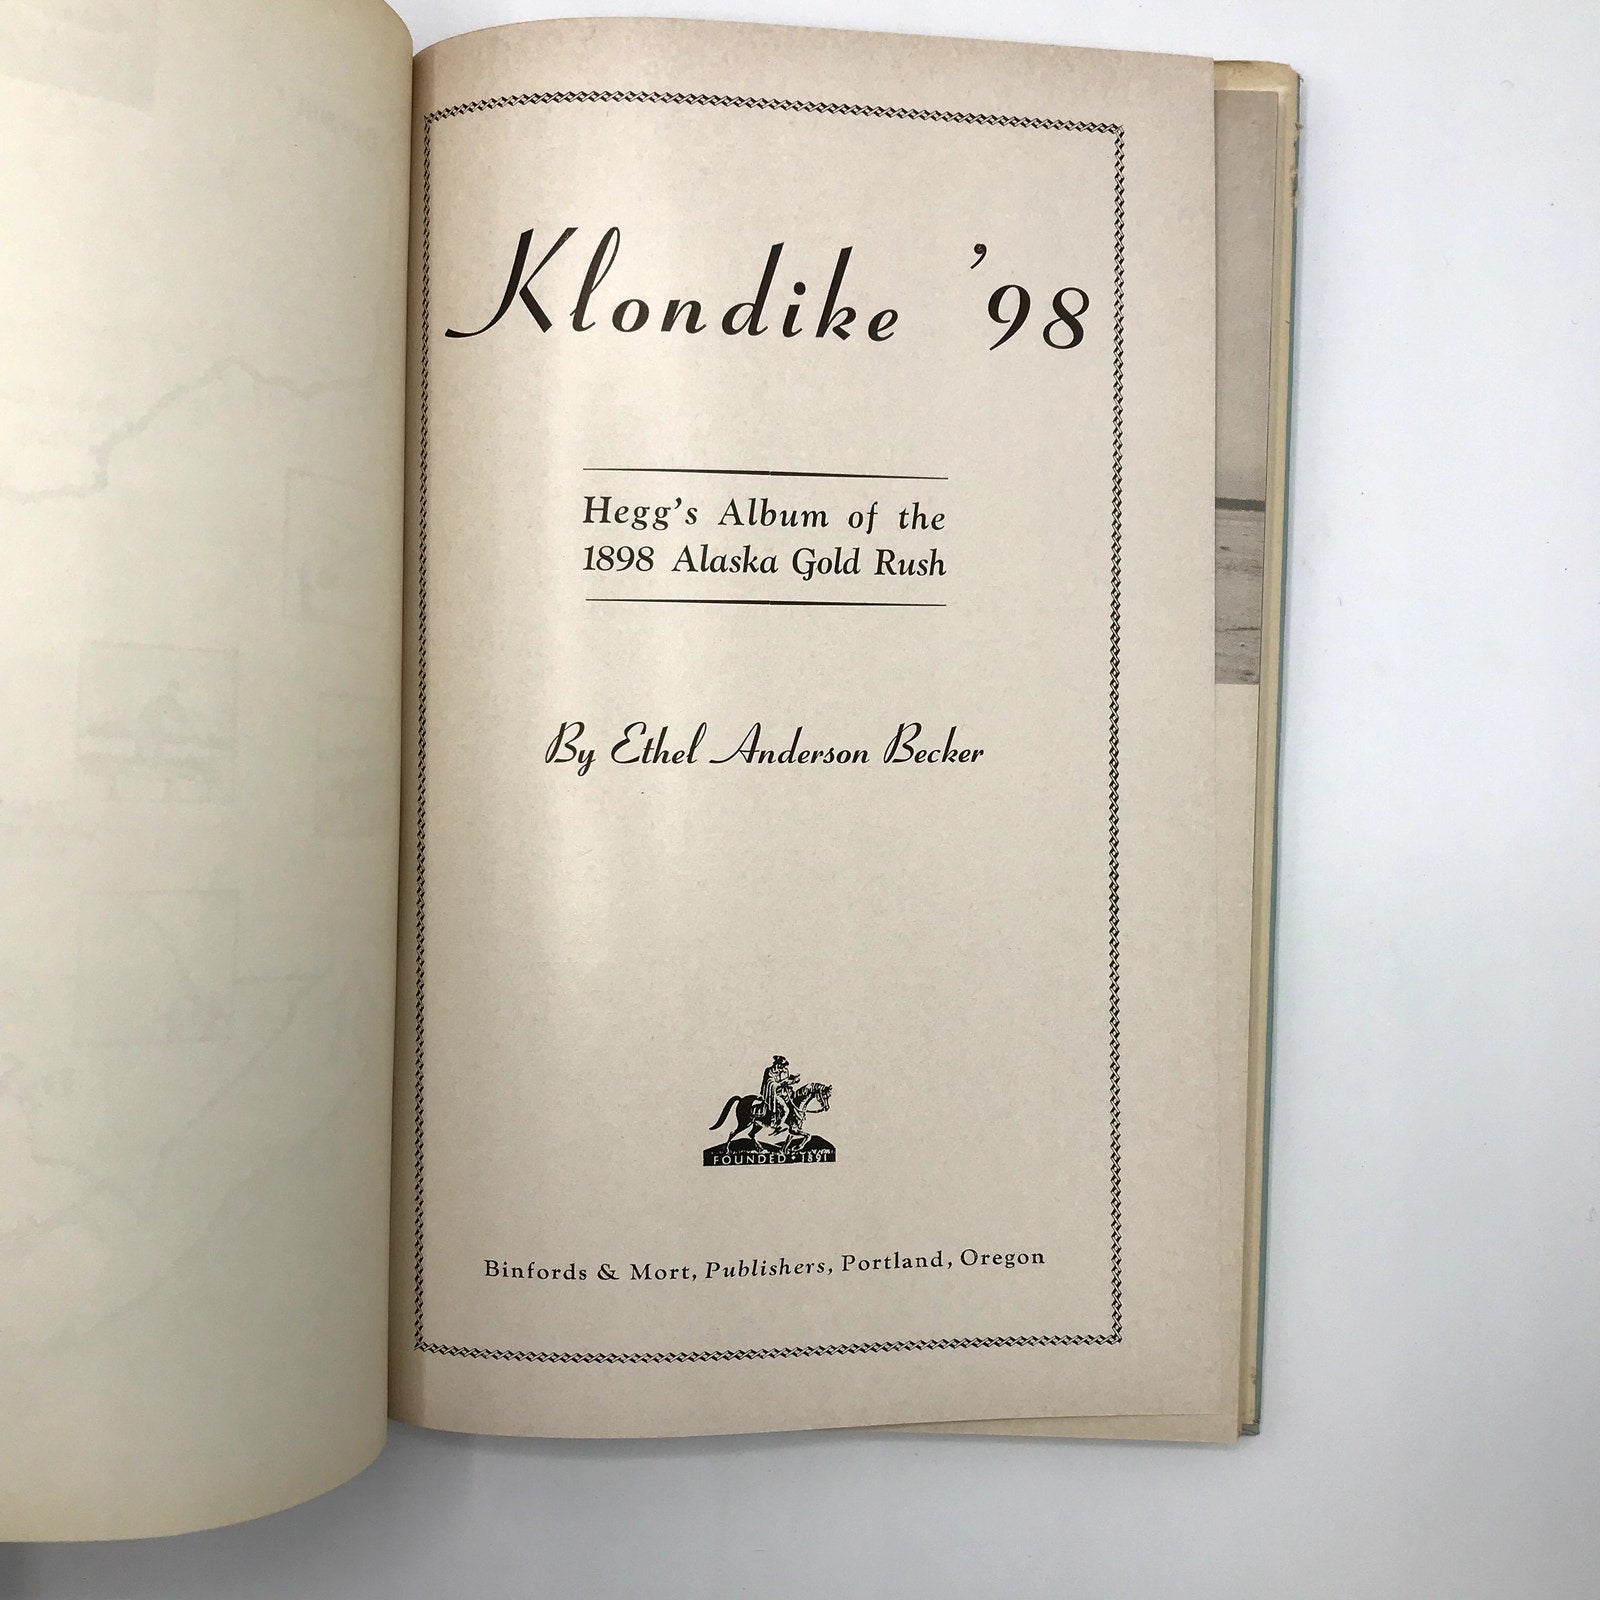 Klondike '98
Hegg's Album of the
1898 Alaska Gold Rush
By Ethel Anderson Becker
FOUNDED • 1891
Binfords & Mort, Publishers, Portland, Oregon